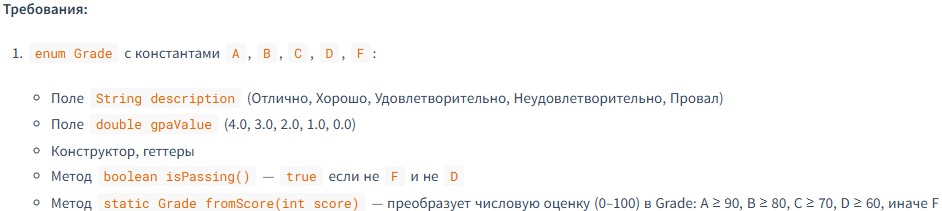 Требования:
1. enum Grade с константами A , B , C , D , F :
Поле String description (Отлично, Хорошо, Удовлетворительно, Неудовлетворительно, Провал)
Поле double gpaValue (4.0, 3.0, 2.0, 1.0, 0.0)
Конструктор, геттеры
Метод boolean isPassing() — true если не F и не D
Метод static Grade fromScore(int score) — преобразует числовую оценку (0–100) в Grade: A ≥ 90, B ≥ 80, C ≥ 70, D ≥ 60, иначе F